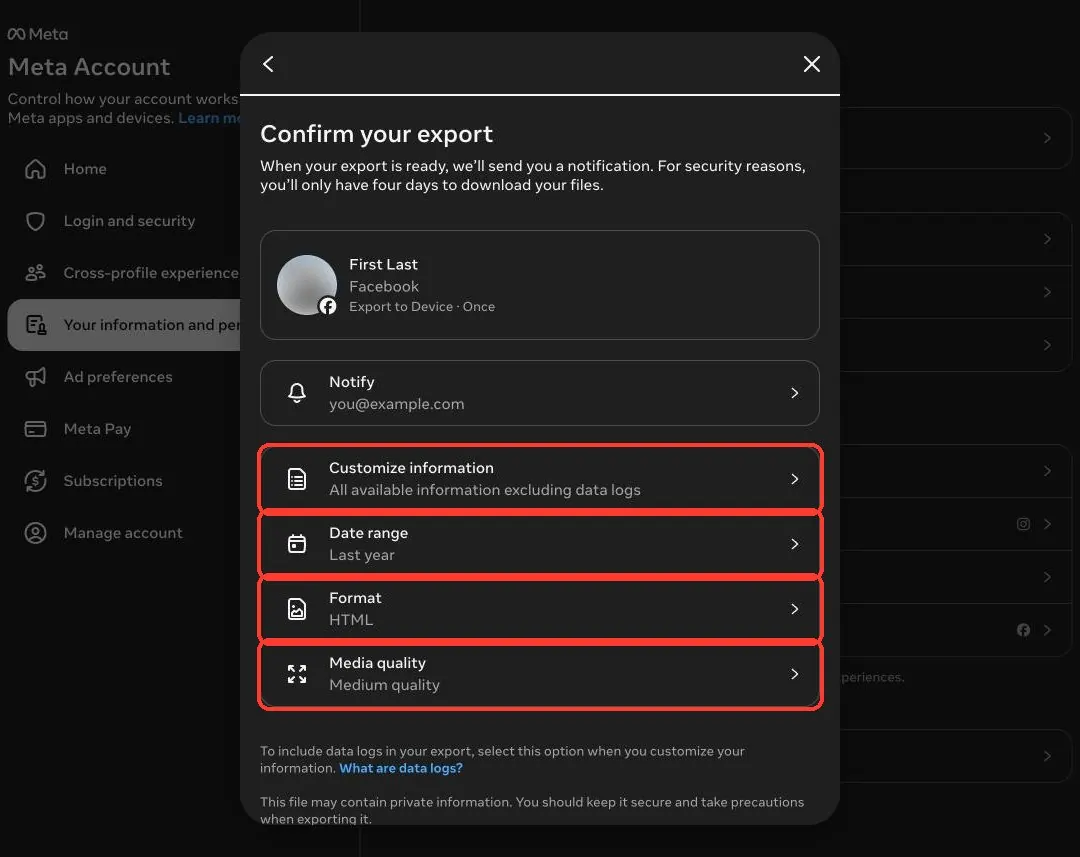 Meta
Meta Account
Control how your account works
Meta apps and devices. Learn
Home
Login and security
Cross-profile experience
Your information and
Ad preferences
Meta Pay
Subscriptions
Manage account
Confirm your export
When your export is ready, we’ll send you a notification. For security reasons,
you’ll only have four days to download your files.
First Last
Facebook
Export to Device · Once
Notify
you@example.com
Customize information
All available information excluding data logs
Date range
Last year
Format
HTML
Media quality
Medium quality
To include data logs in your export, select this option when you customize your
information. What are data logs?
This file may contain private information. You should keep it secure and take precautions
when exporting it.
periences.